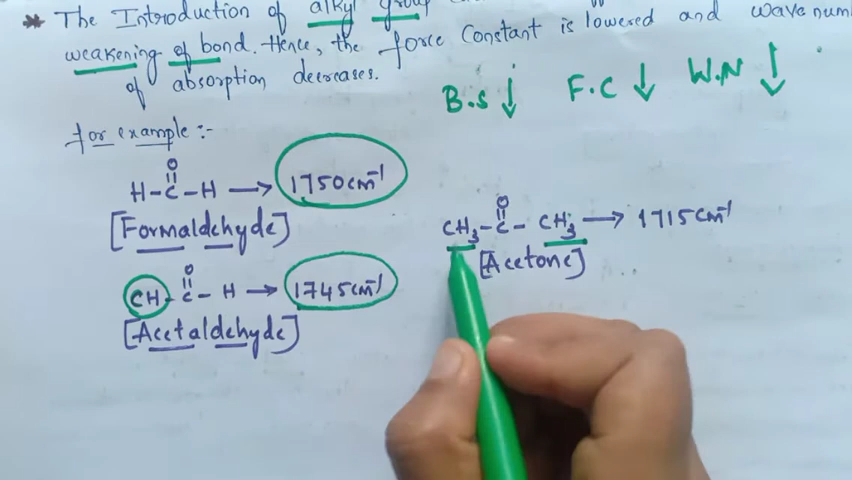 * The Introduction of alkyl group
weakening of bond. Hence, the force Constant is lowered and wave num
of absorption decreases.
B.S ↓ F.C ↓ W.N ↓
for example :-
O
H-C-H → 1750cm-1
[Formaldehyde]
O
CH3-C-CH3 → 1715cm-1
[Acetone]
O
CH-C-H → 1745cm-1
[Acetaldehyde]